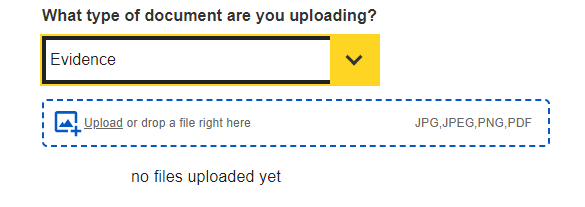 What type of document are you uploading?
Evidence
Upload or drop a file right here JPG,JPEG,PNG,PDF
no files uploaded yet